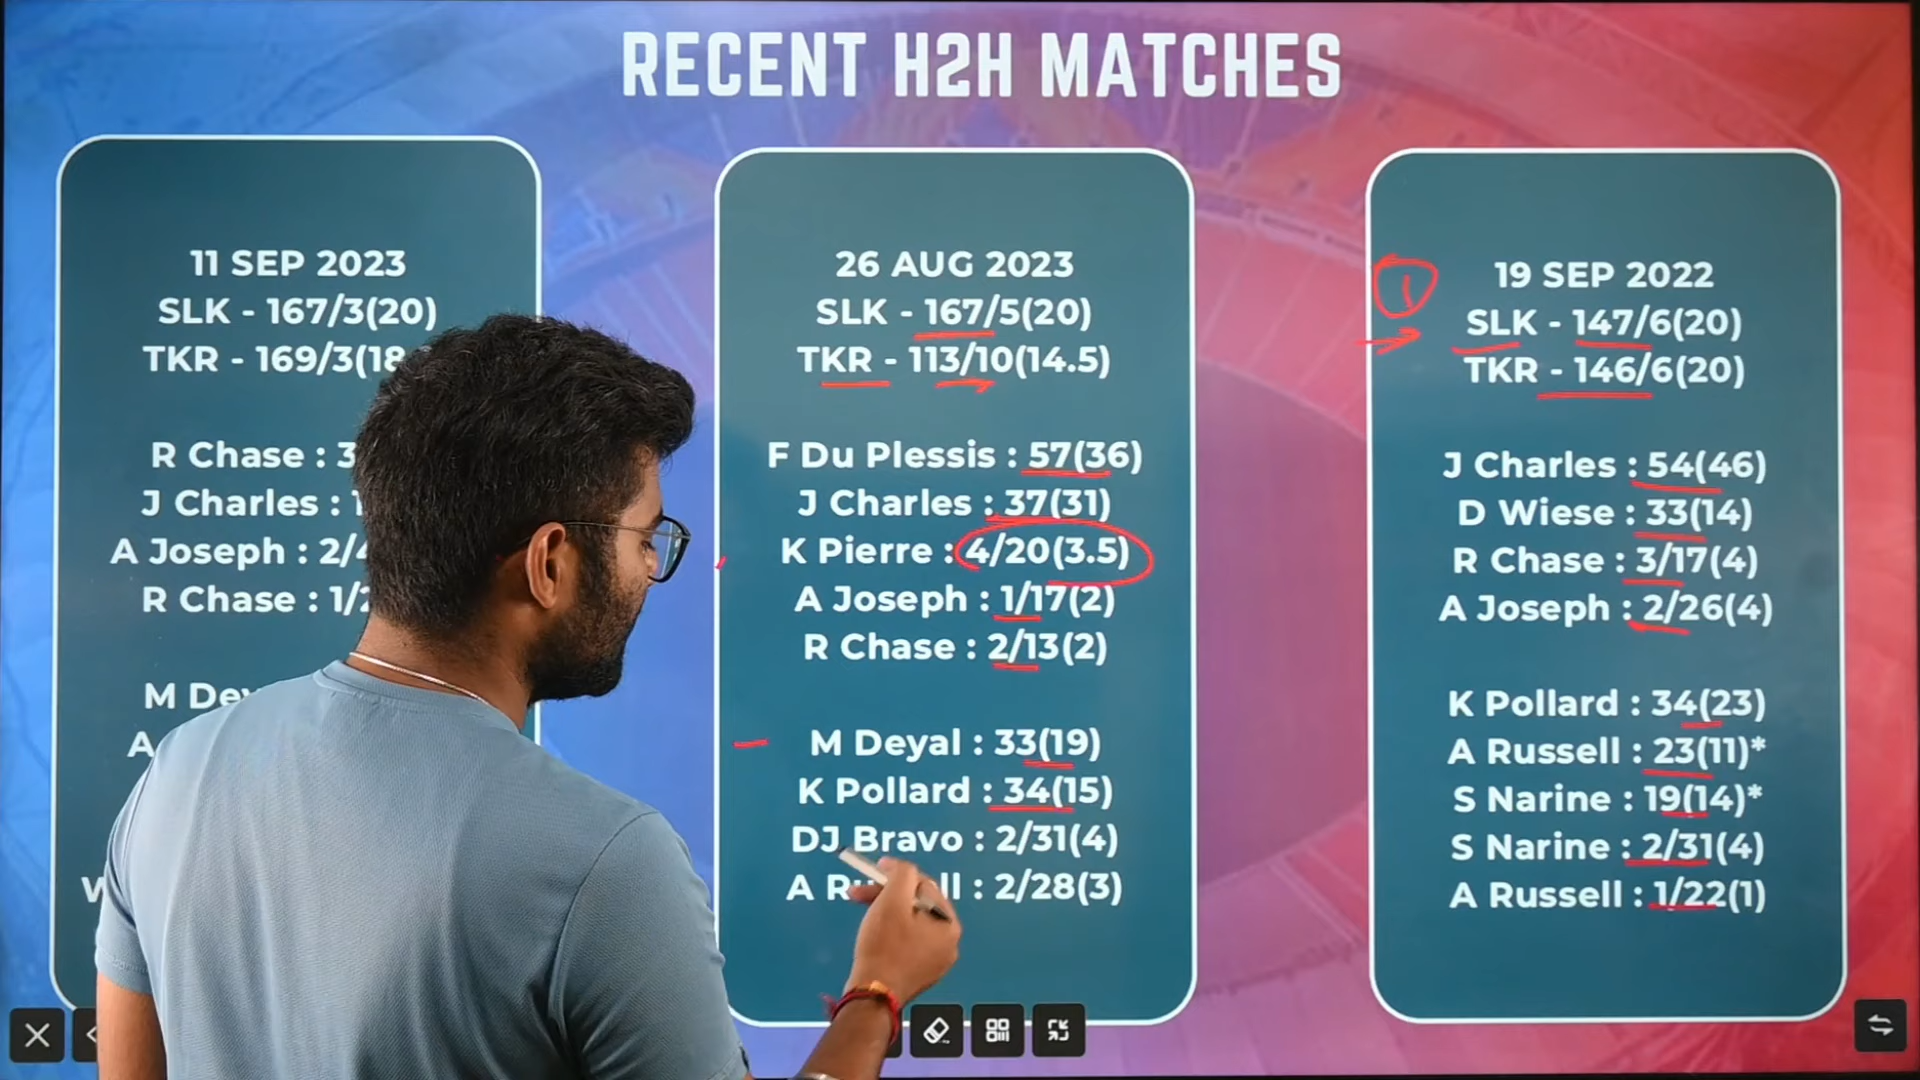 RECENT H2H MATCHES
11 SEP 2023
SLK - 167/3(20)
TKR - 169/3(18
R Chase : 3
J Charles :
A Joseph : 2/4
R Chase : 1/2
M Dey
A
W
26 AUG 2023
SLK - 167/5(20)
TKR - 113/10(14.5)
F Du Plessis : 57(36)
J Charles : 37(31)
K Pierre : 4/20(3.5)
A Joseph : 1/17(2)
R Chase : 2/13(2)
M Deyal : 33(19)
K Pollard : 34(15)
DJ Bravo : 2/31(4)
A Ru ll : 2/28(3)
1
19 SEP 2022
SLK - 147/6(20)
TKR - 146/6(20)
J Charles : 54(46)
D Wiese : 33(14)
R Chase : 3/17(4)
A Joseph : 2/26(4)
K Pollard : 34(23)
A Russell : 23(11)*
S Narine : 19(14)*
S Narine : 2/31(4)
A Russell : 1/22(1)